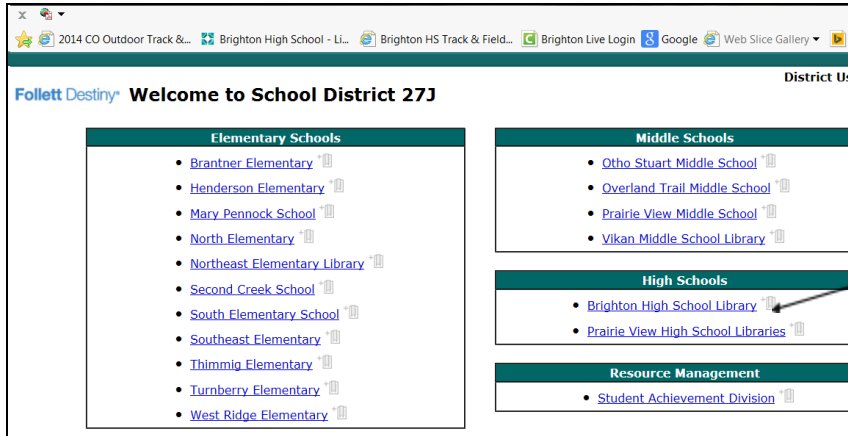 x
2014 CO Outdoor Track &... Brighton High School - Li... Brighton HS Track & Field... Brighton Live Login Google Web Slice Gallery
District Us
Follett Destiny Welcome to School District 27J
Elementary Schools
• Brantner Elementary
• Henderson Elementary
• Mary Pennock School
• North Elementary
• Northeast Elementary Library
• Second Creek School
• South Elementary School
• Southeast Elementary
• Thimmig Elementary
• Turnberry Elementary
• West Ridge Elementary
Middle Schools
• Otho Stuart Middle School
• Overland Trail Middle School
• Prairie View Middle School
• Vikan Middle School Library
High Schools
• Brighton High School Library
• Prairie View High School Libraries
Resource Management
• Student Achievement Division